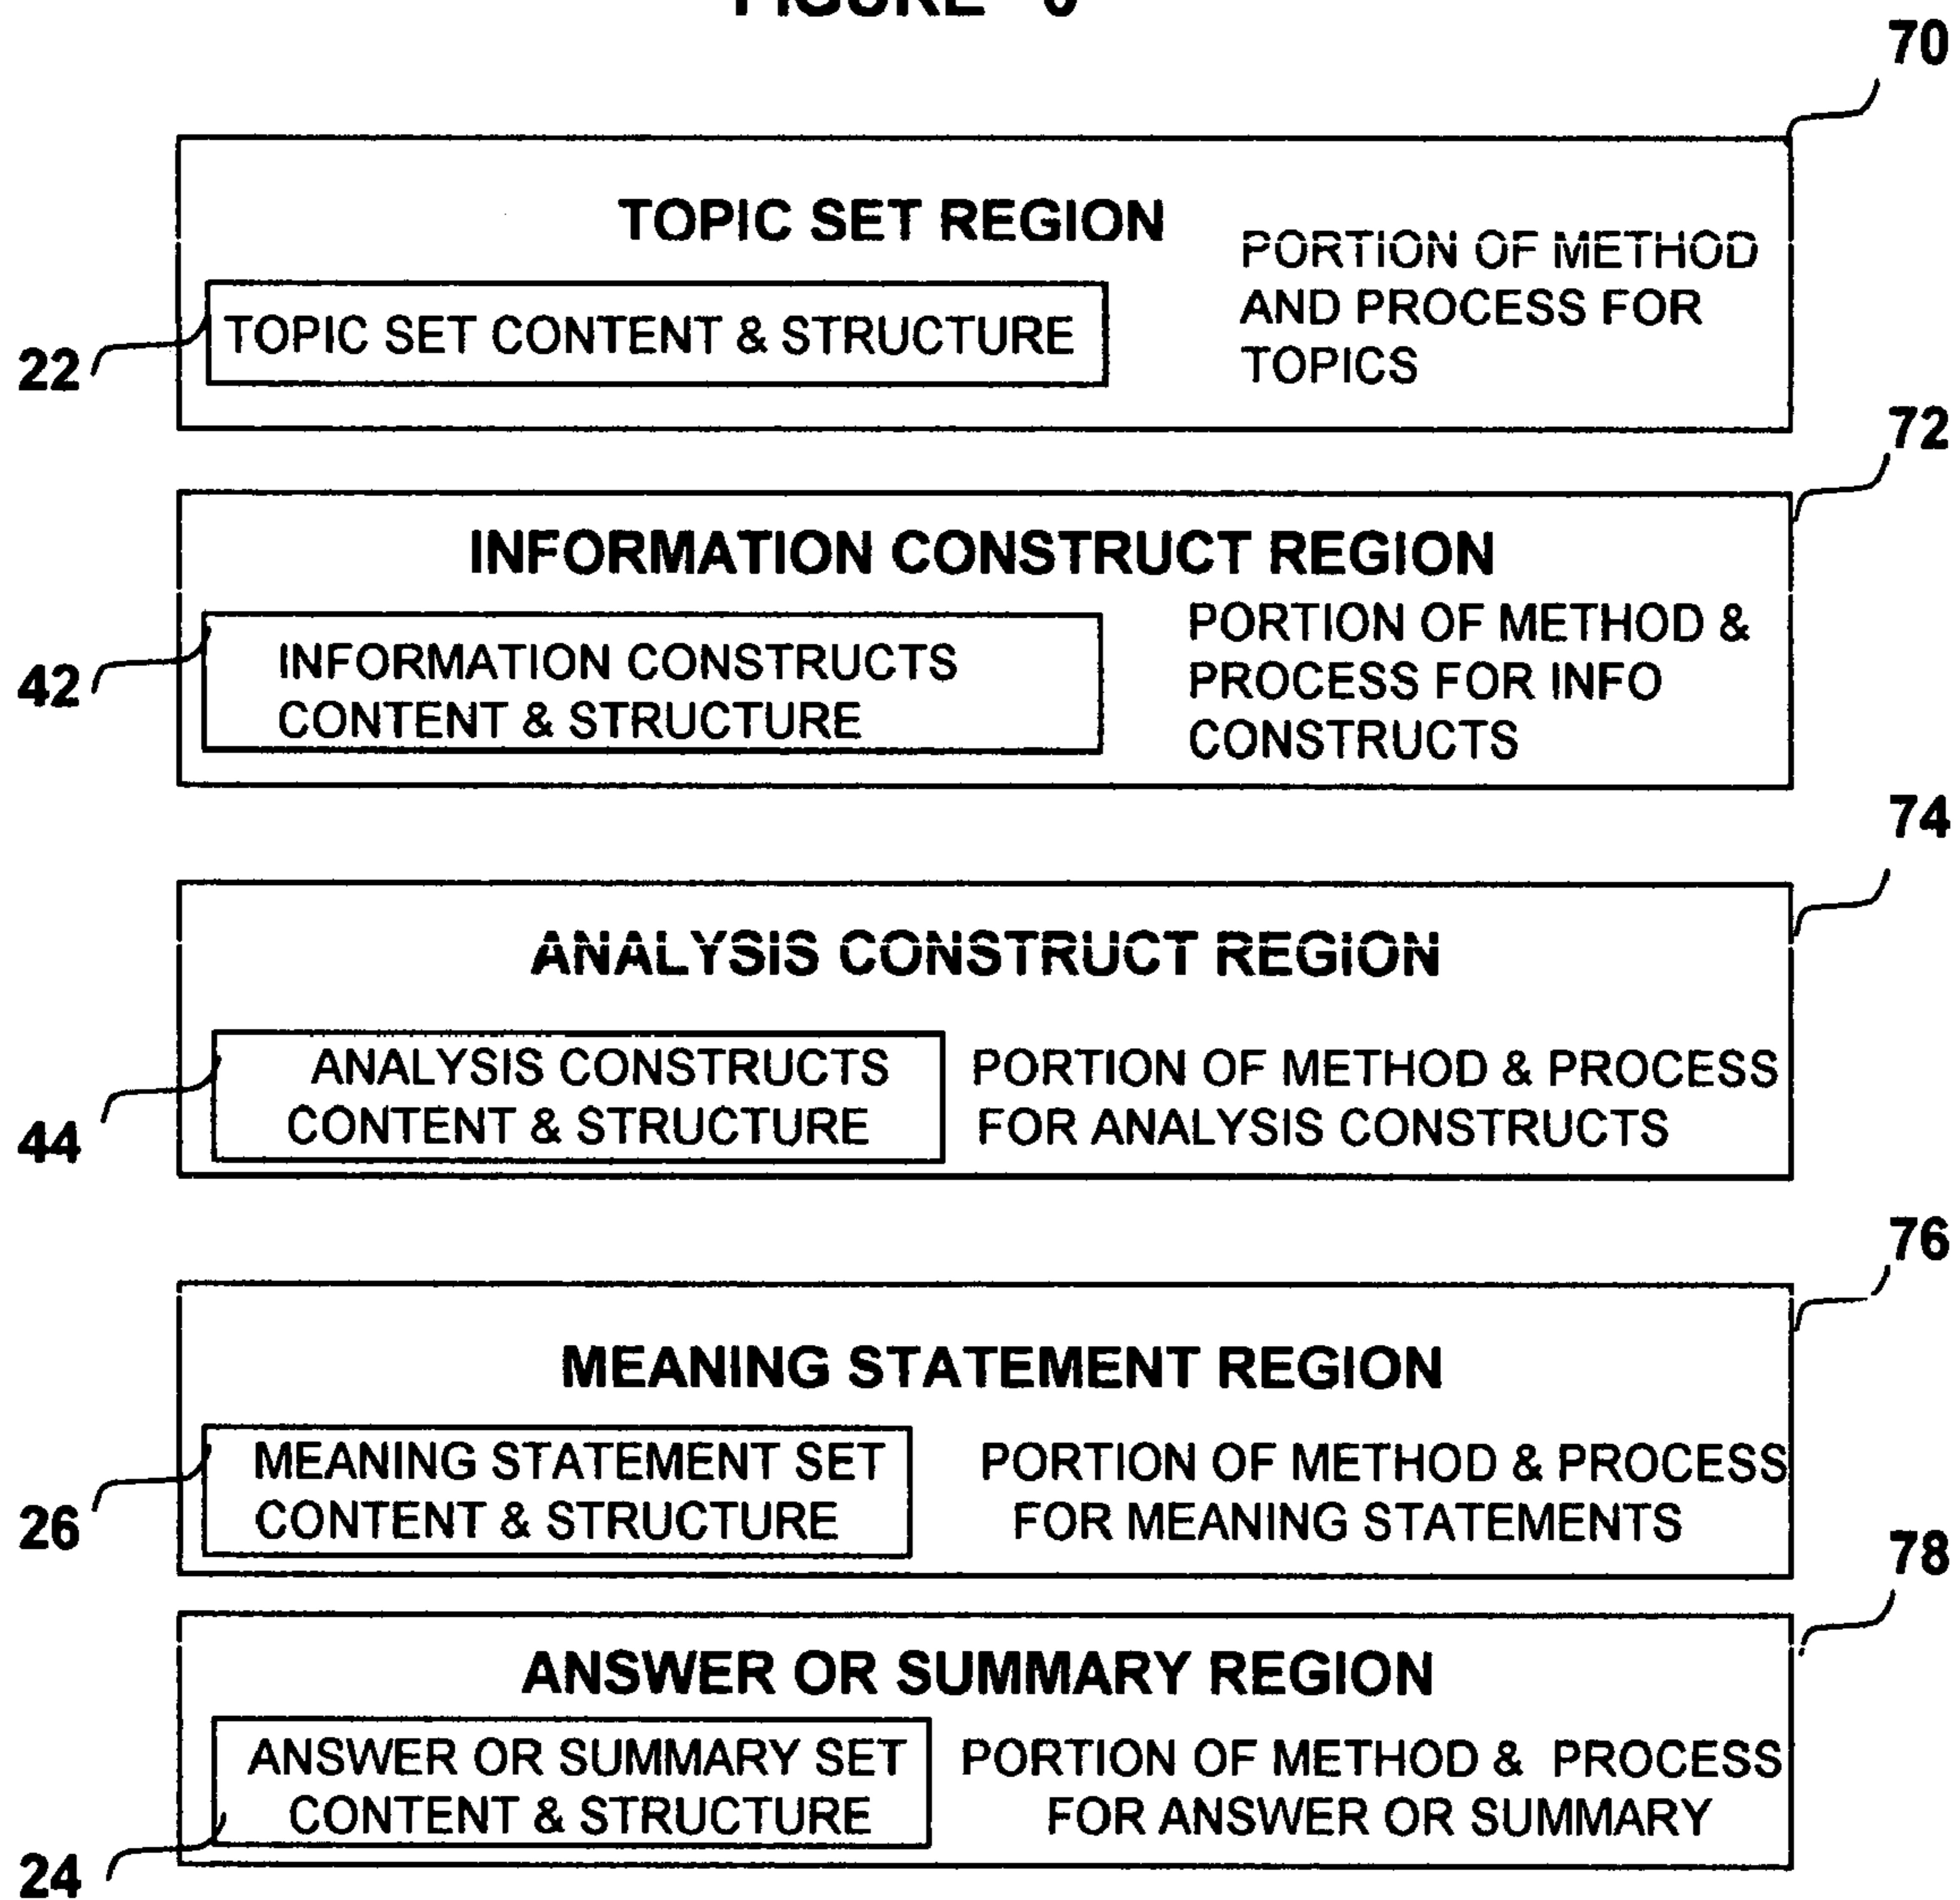 70
TOPIC SET REGION
PORTION OF METHOD
AND PROCESS FOR
TOPICS
TOPIC SET CONTENT & STRUCTURE
22
72
INFORMATION CONSTRUCT REGION
PORTION OF METHOD &
PROCESS FOR INFO
CONSTRUCTS
INFORMATION CONSTRUCTS
CONTENT & STRUCTURE
42
74
ANALYSIS CONSTRUCT REGION
ANALYSIS CONSTRUCTS
CONTENT & STRUCTURE
PORTION OF METHOD & PROCESS
FOR ANALYSIS CONSTRUCTS
44
76
MEANING STATEMENT REGION
MEANING STATEMENT SET
CONTENT & STRUCTURE
PORTION OF METHOD & PROCESS
FOR MEANING STATEMENTS
26
78
ANSWER OR SUMMARY REGION
ANSWER OR SUMMARY SET
CONTENT & STRUCTURE
PORTION OF METHOD & PROCESS
FOR ANSWER OR SUMMARY
24